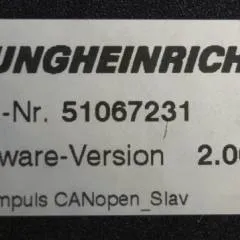 UNGHEINRICH
-Nr. 51067231
ware-Version 2.00
mpuls CANopen_Slav